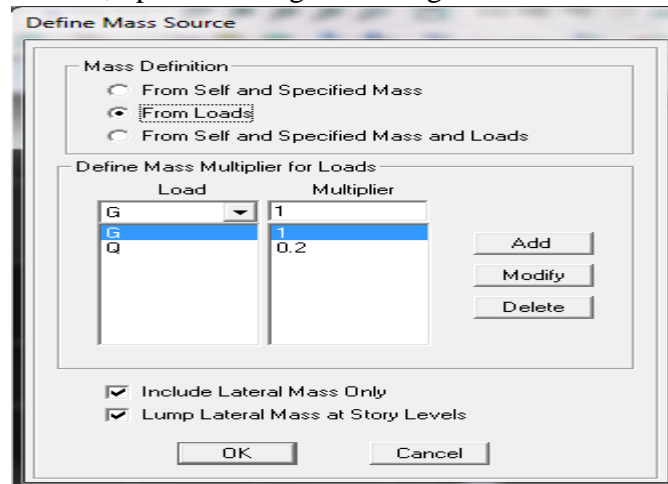 Define Mass Source
Mass Definition
From Self and Specified Mass
From Loads
From Self and Specified Mass and Loads
Define Mass Multiplier for Loads
Load Multiplier
G 1
G 1
Q 0.2
Add
Modify
Delete
Include Lateral Mass Only
Lump Lateral Mass at Story Levels
OK Cancel